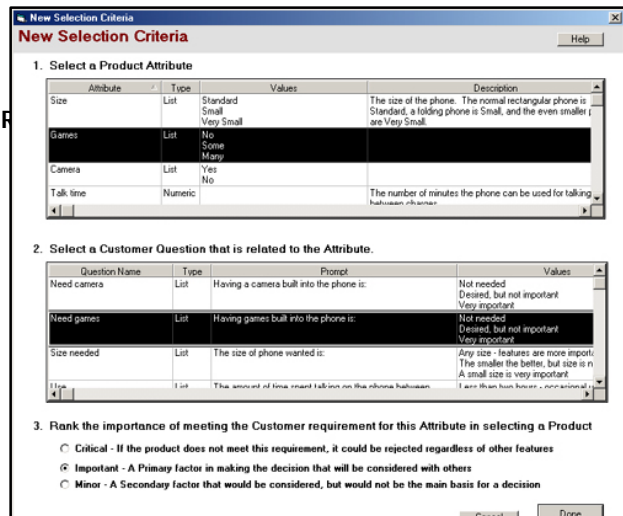 New Selection Criteria
New Selection Criteria
Help
1. Select a Product Attribute
Attribute Type Values Description
Size List Standard The size of the phone. The normal rectangular phone is
Small Standard, a folding phone is Small, and the even smaller
Very Small are Very Small.
R
Games List No
Some
Many
Camera List Yes
No
Talk time Numeric The number of minutes the phone can be used for talking
between charges
2. Select a Customer Question that is related to the Attribute.
Question Name Type Prompt Values
Need camera List Having a camera built into the phone is: Not needed
Desired, but not important
Very important
Need games List Having games built into the phone is: Not needed
Desired, but not important
Very important
Size needed List The size of phone wanted is: Any size - features are more
The smaller the better, but size is
A small size is very important
Use List The amount of time spent talking on the phone between Less than two hours - occasional
3. Rank the importance of meeting the Customer requirement for this Attribute in selecting a Product
Critical - If the product does not meet this requirement, it could be rejected regardless of other features
Important - A Primary factor in making the decision that will be considered with others
Minor - A Secondary factor that would be considered, but would not be the main basis for a decision
Cancel Done